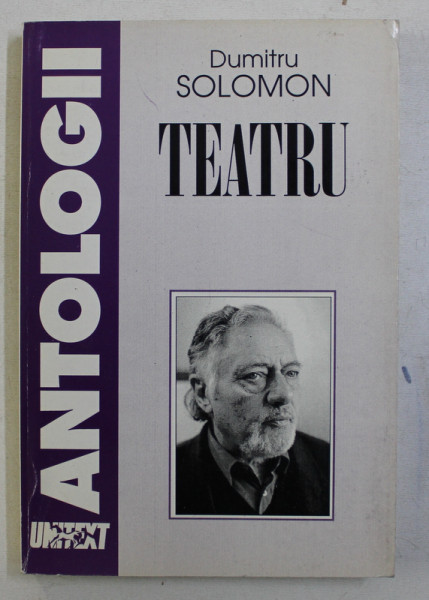 Dumitru
SOLOMON
TEATRU
ANTOLOGII
UNITEXT